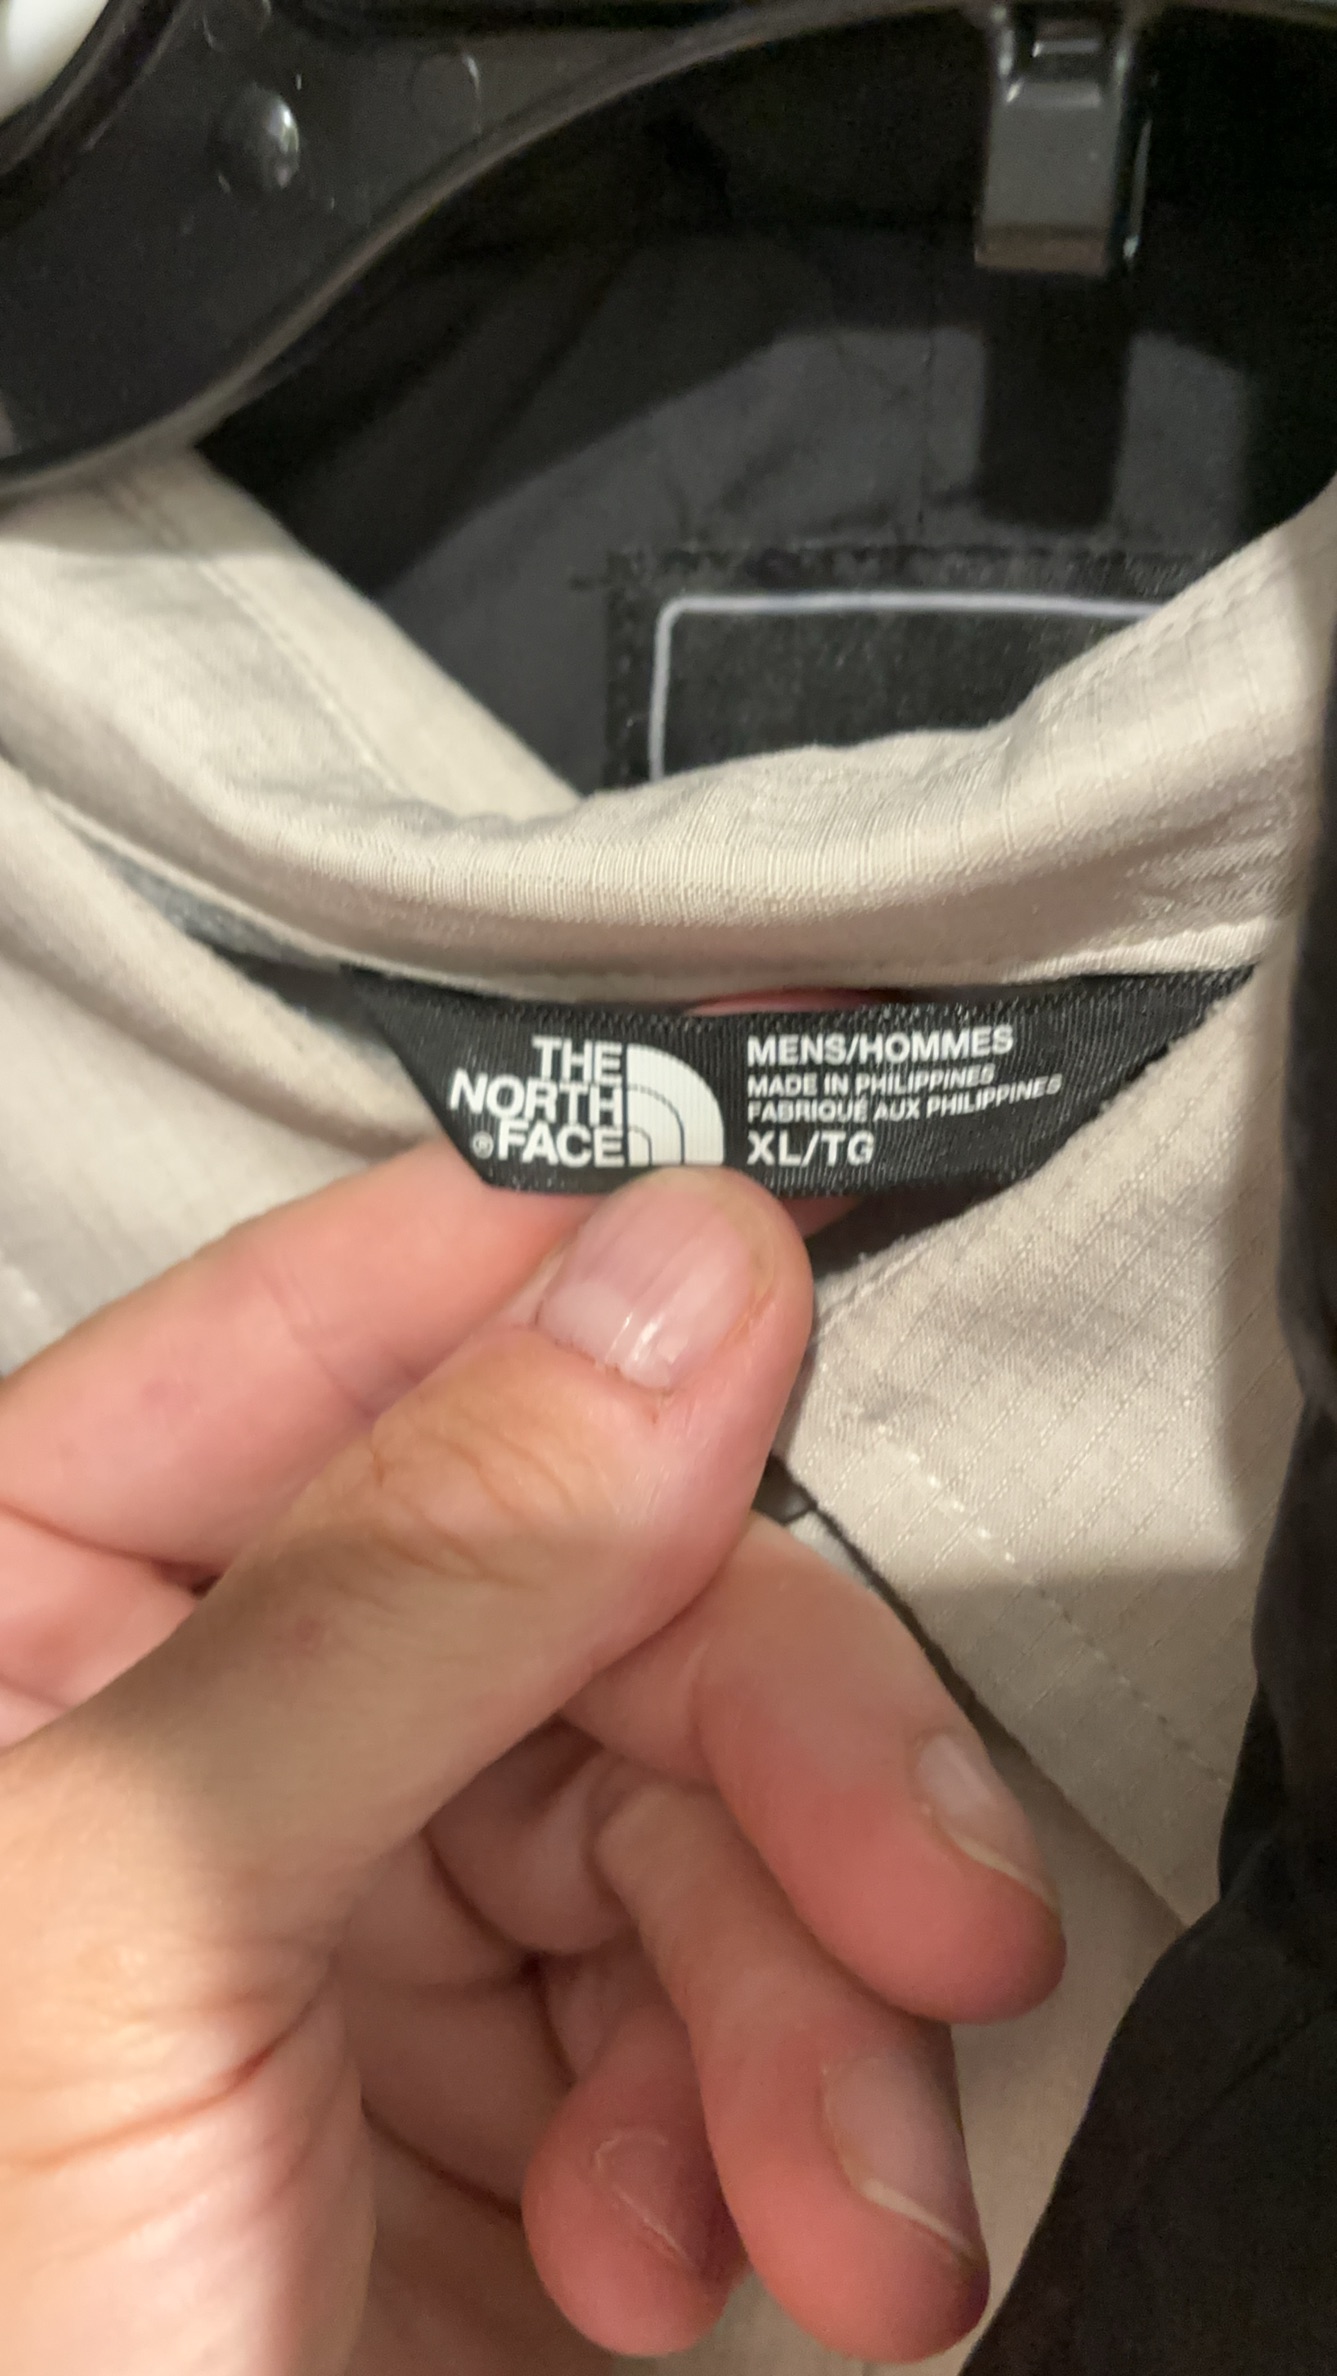 THE
NORTH
®FACE
MENS/HOMMES
MADE IN PHILIPPINES
FABRIQUÉ AUX PHILIPPINES
XL/TG